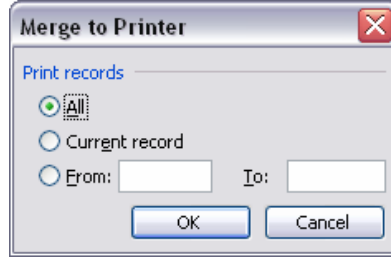 Merge to Printer
Print records
All
Current record
From: To:
OK Cancel